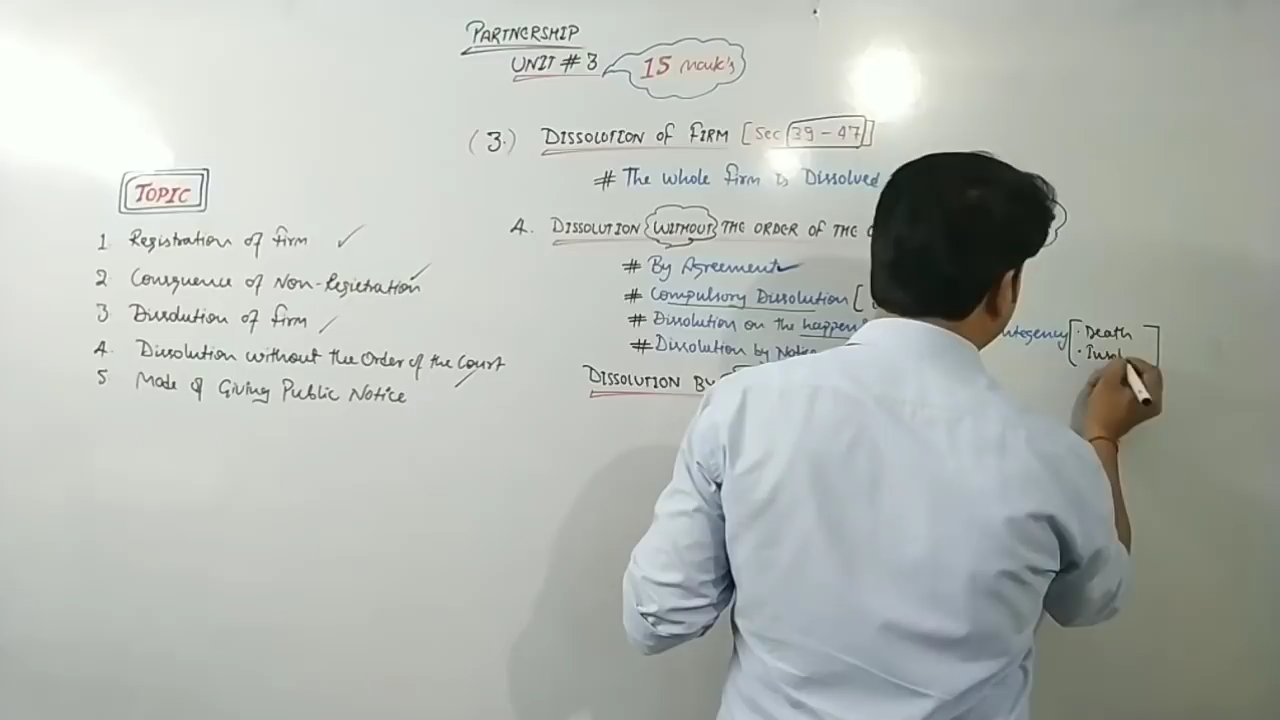 PARTNERSHIP
UNIT # 3
15 Mark's
(3.) DISSOLUTION OF FIRM [Sec 39-47]
# The whole firm is Dissolved
TOPIC
1 Registration of firm ✓
2 Consequence of Non-Registration ✓
3 Dissolution of firm
4. Dissolution without the Order of the Court
5 Mode of Giving Public Notice
A. DISSOLUTION WITHOUT THE ORDER OF THE
# By Agreement ✓
# Compulsory Dissolution [
# Dissolution on the happen
ntegency [ · Death
· Insol
# Dissolution by Notice
DISSOLUTION BY